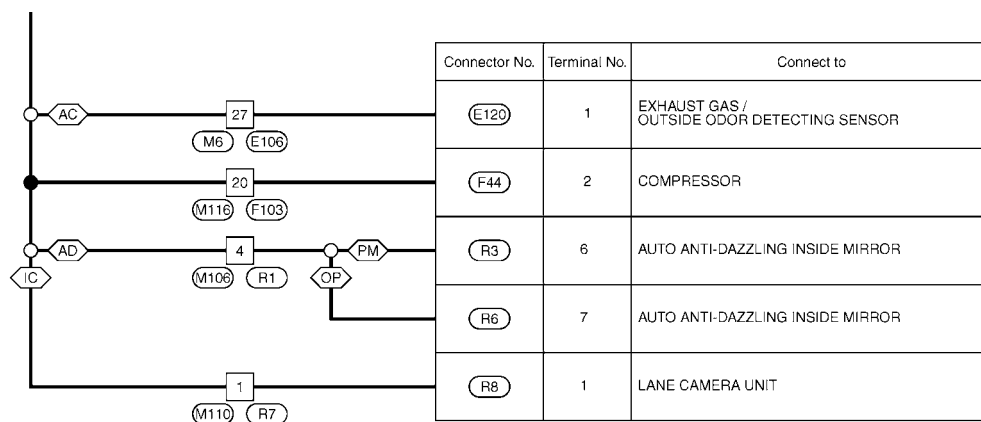 Connector No. Terminal No. Connect to
AC 27 E120 1 EXHAUST GAS /
OUTSIDE ODOR DETECTING SENSOR
M6 E106
20 F44 2 COMPRESSOR
M116 F103
AD 4 PM R3 6 AUTO ANTI-DAZZLING INSIDE MIRROR
IC M106 R1 OP
R6 7 AUTO ANTI-DAZZLING INSIDE MIRROR
1 R8 1 LANE CAMERA UNIT
M110 R7